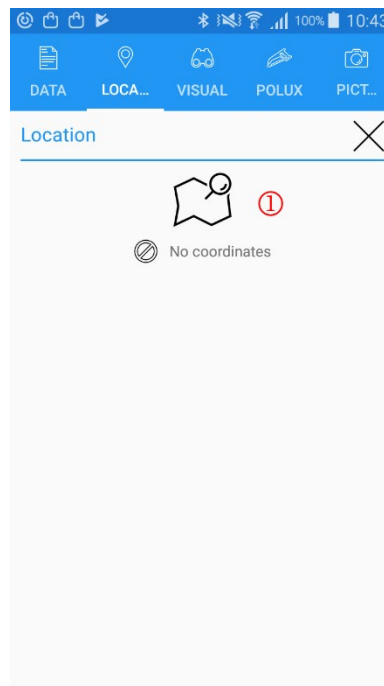 100% 10:43
DATA LOCA... VISUAL POLUX PICT...
Location
①
No coordinates